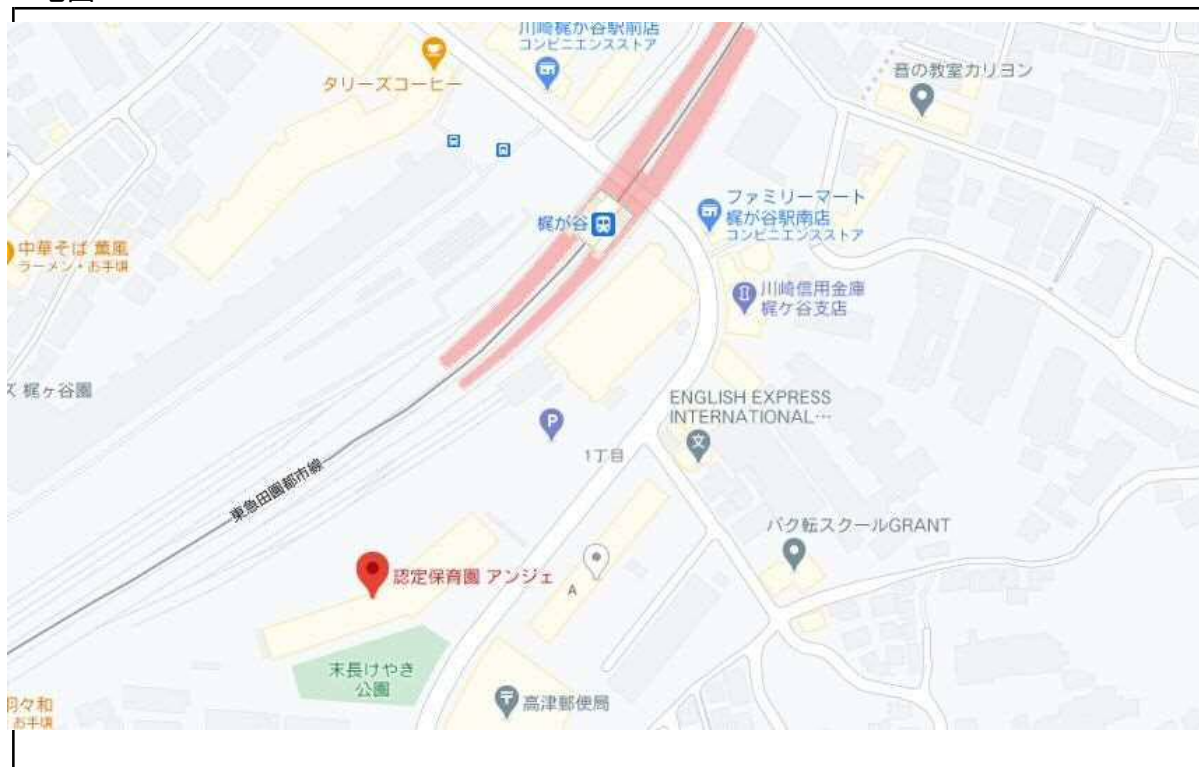 川崎梶が谷駅前店
コンビニエンスストア
タリーズコーヒー
音の教室カリヨン
ファミリーマート
梶が谷駅南店
コンビニエンスストア
梶が谷
中華そば 薫風
ラーメン・お手頃
川崎信用金庫
梶ケ谷支店
ズ 梶ヶ谷園
ENGLISH EXPRESS
INTERNATIONAL…
P
文
1丁目
東急田園都市線
バク転スクールGRANT
認定保育園 アンジェ
A
末長けやき
公園
高津郵便局
々和
お手頃